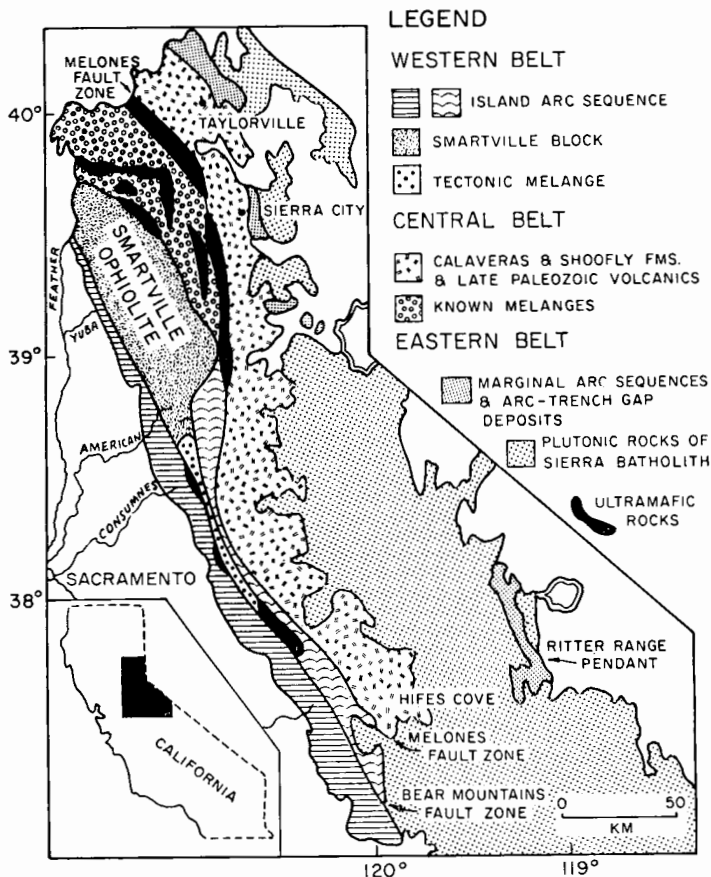 LEGEND
WESTERN BELT
ISLAND ARC SEQUENCE
SMARTVILLE BLOCK
TECTONIC MELANGE
CENTRAL BELT
CALAVERAS & SHOOFLY FMS.
& LATE PALEOZOIC VOLCANICS
KNOWN MELANGES
EASTERN BELT
MARGINAL ARC SEQUENCES
& ARC-TRENCH GAP
DEPOSITS
PLUTONIC ROCKS OF
SIERRA BATHOLITH
ULTRAMAFIC
ROCKS
MELONES
FAULT
ZONE
40°
TAYLORVILLE
SIERRA CITY
SMARTVILLE
OPHIOLITE
FEATHER
YUBA
39°
AMERICAN
CONSUMNES
SACRAMENTO
38°
RITTER RANGE
PENDANT
HIFES COVE
MELONES
FAULT ZONE
BEAR MOUNTAINS
FAULT ZONE
CALIFORNIA
0 50
KM
120°
119°